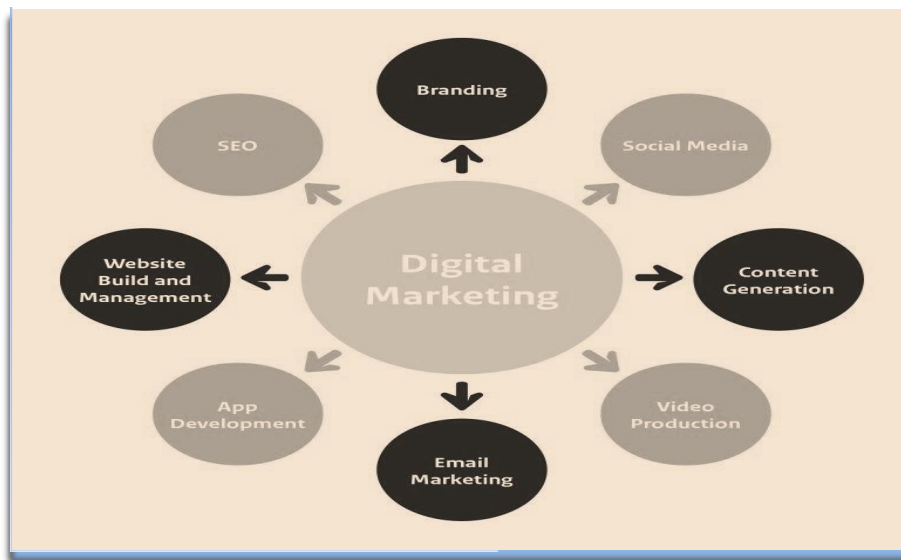 Branding
SEO
Social Media
Digital
Marketing
Website
Build and
Management
Content
Generation
App
Development
Video
Production
Email
Marketing